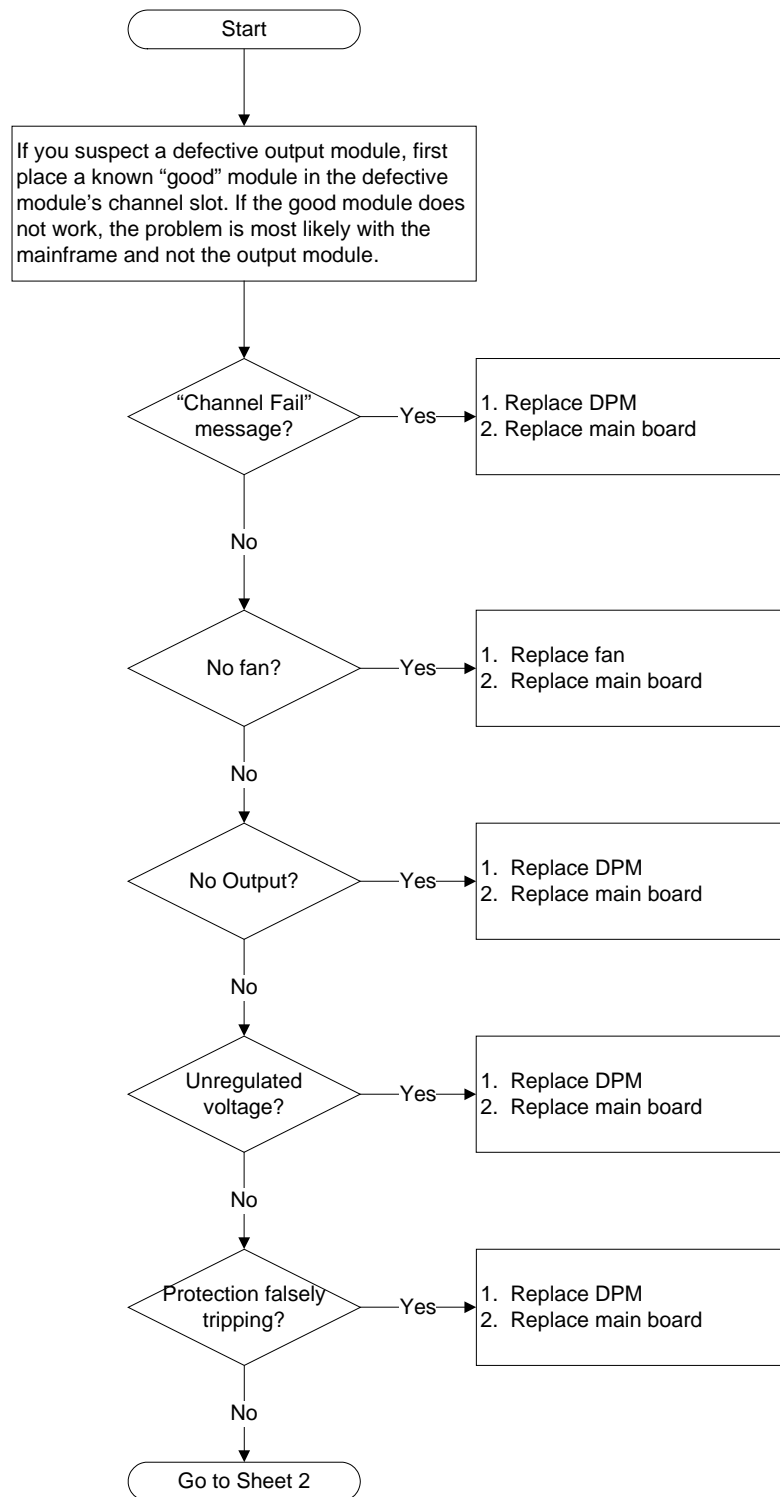 Start
If you suspect a defective output module, first
place a known “good” module in the defective
module’s channel slot. If the good module does
not work, the problem is most likely with the
mainframe and not the output module.
“Channel Fail”
message?
Yes
1. Replace DPM
2. Replace main board
No
No fan?
Yes
1. Replace fan
2. Replace main board
No
No Output?
Yes
1. Replace DPM
2. Replace main board
No
Unregulated
voltage?
Yes
1. Replace DPM
2. Replace main board
No
Protection falsely
tripping?
Yes
1. Replace DPM
2. Replace main board
No
Go to Sheet 2